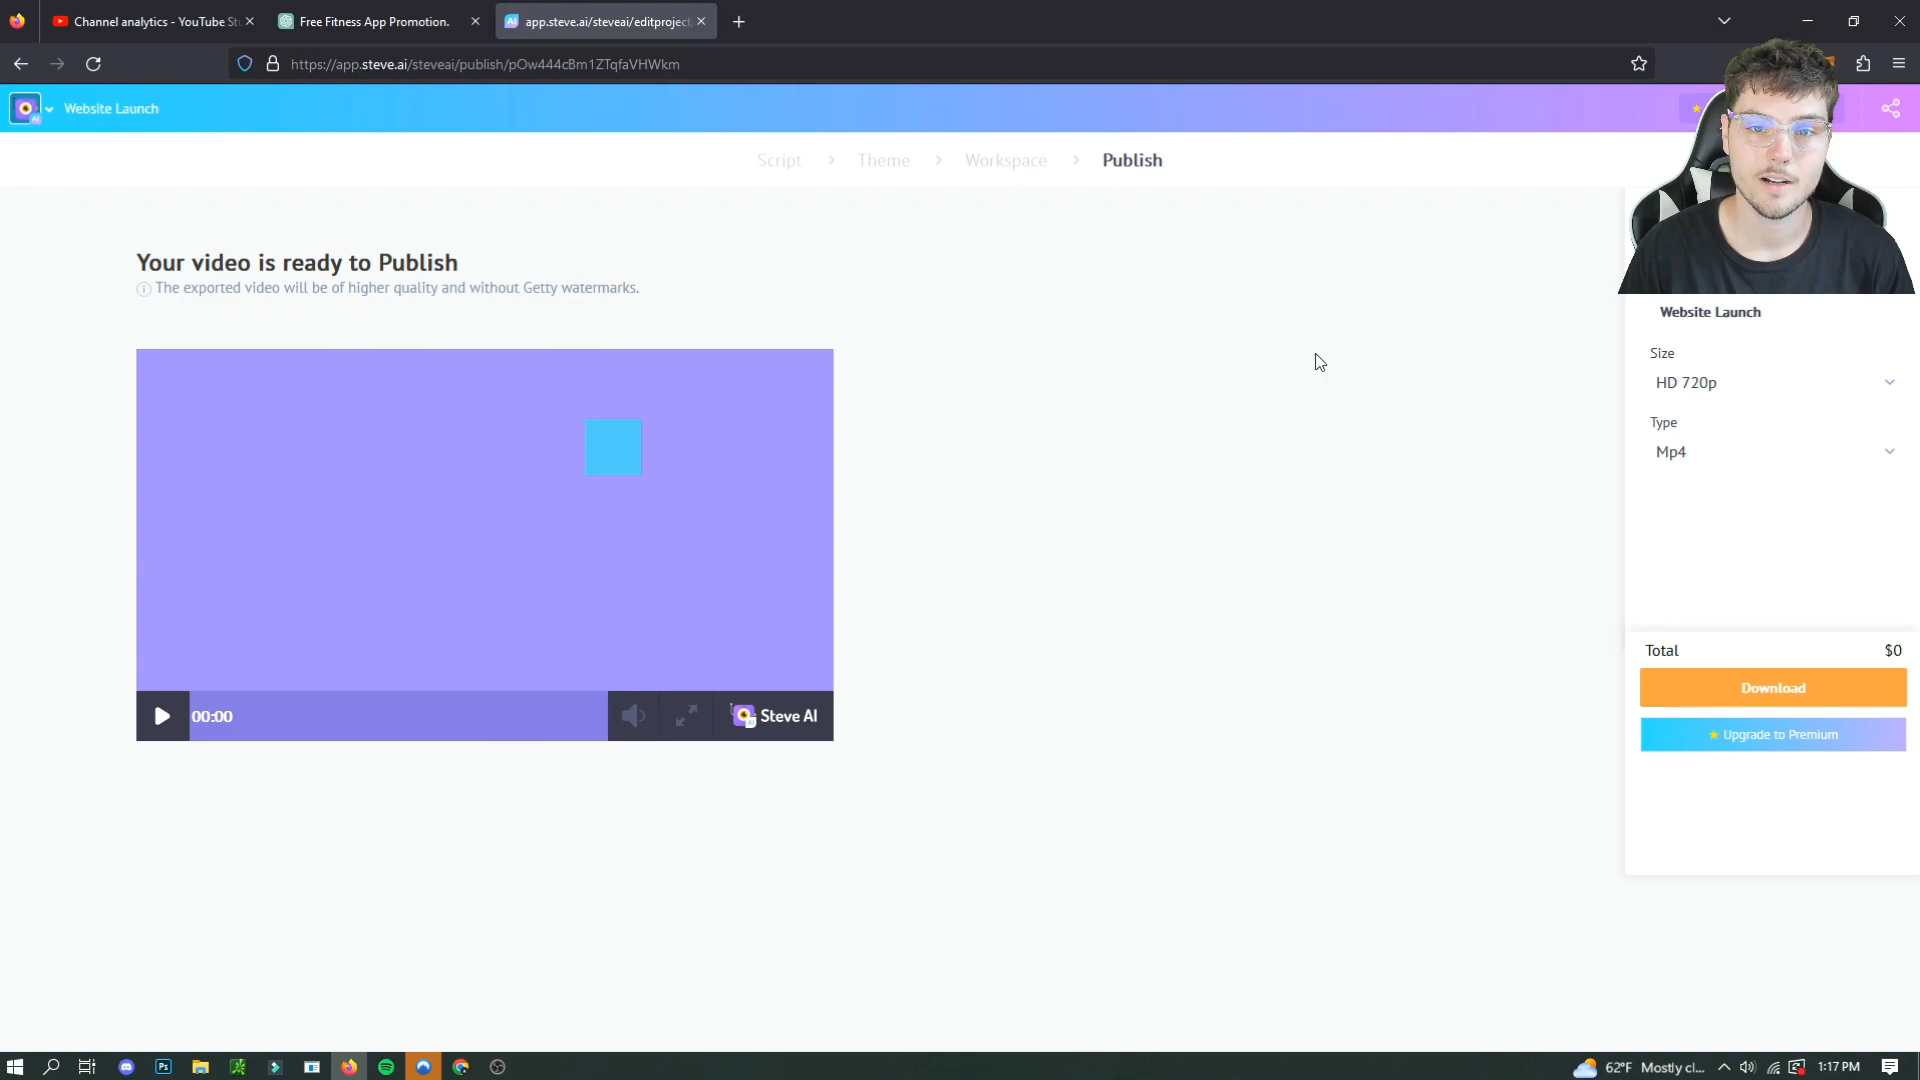 Channel analytics - YouTube Stu
Free Fitness App Promotion.
app.steve.ai/steveai/editproject
https://app.steve.ai/steveai/publish/pOw444cBm1ZTqfaVHWkm
Website Launch
Script > Theme > Workspace > Publish
Your video is ready to Publish
The exported video will be of higher quality and without Getty watermarks.
00:00
Steve AI
Website Launch
Size
HD 720p
Type
Mp4
Total $0
Download
Upgrade to Premium
62°F Mostly cl... 1:17 PM